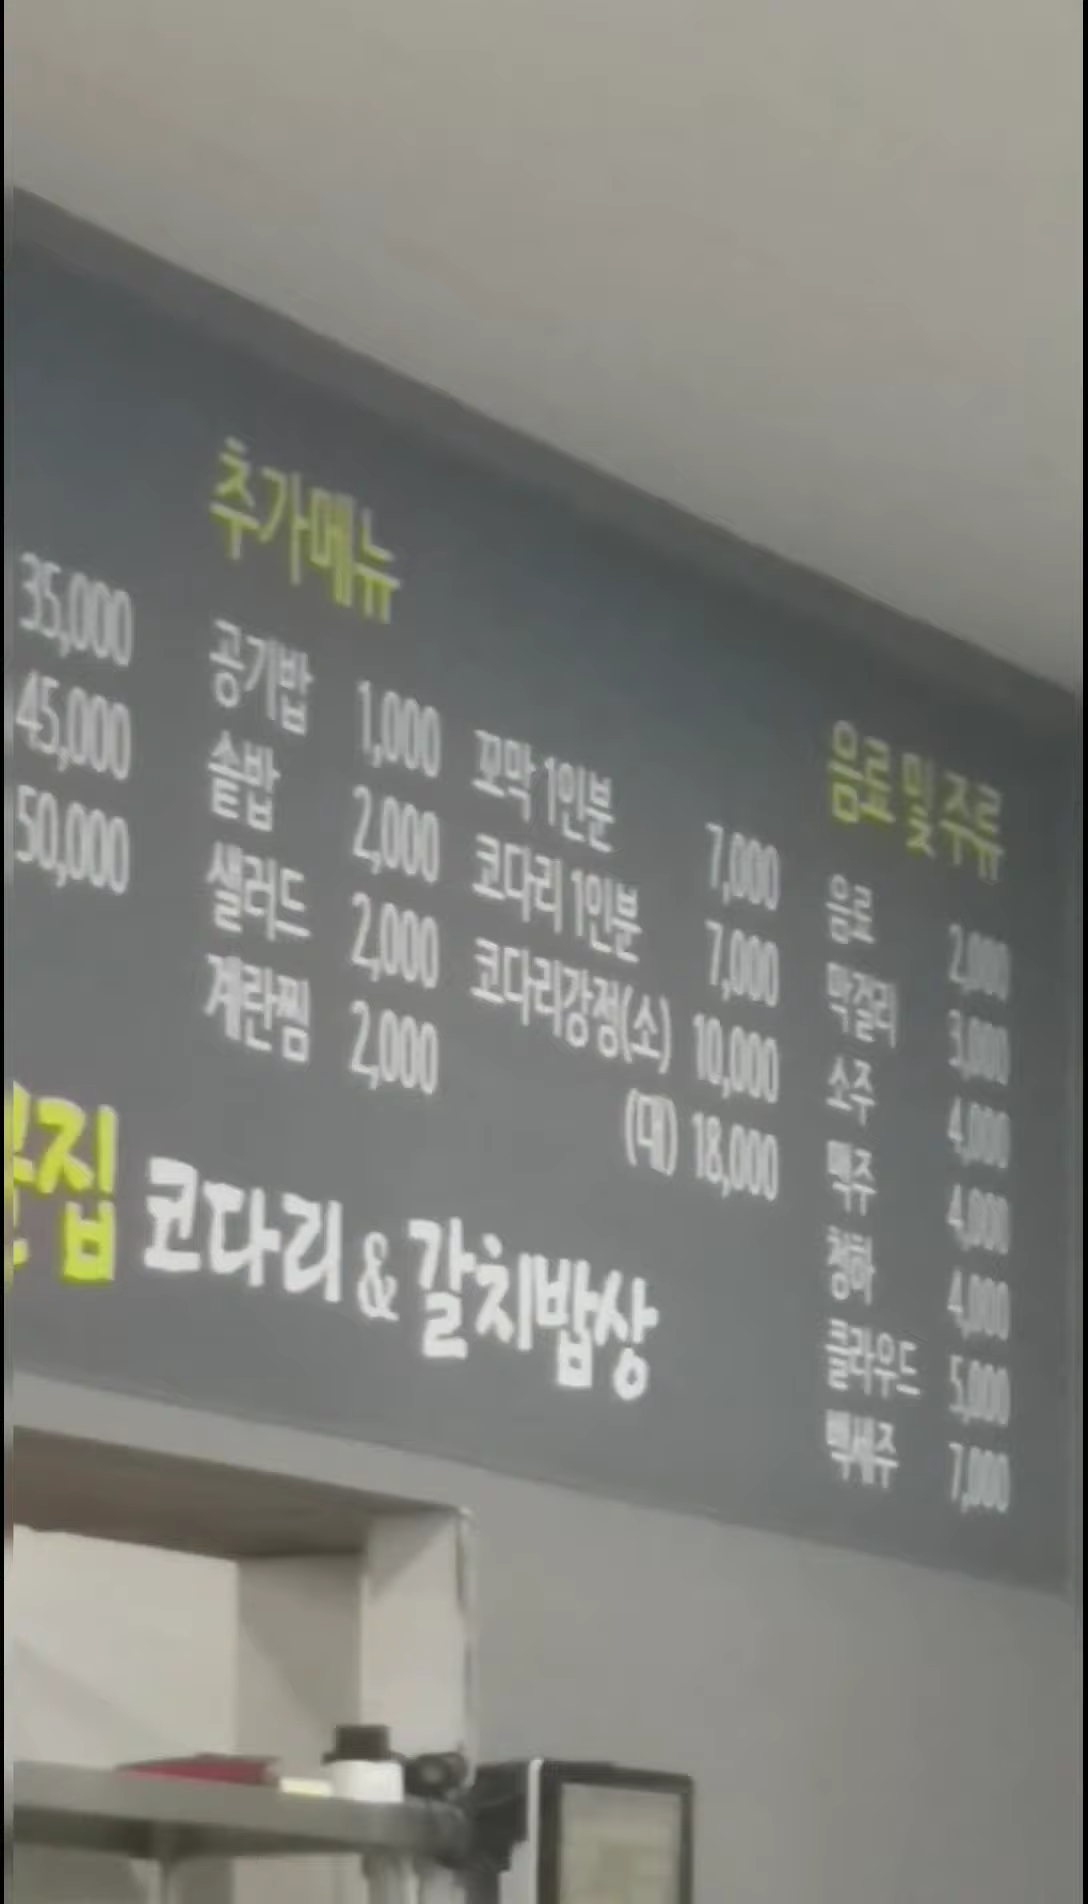 35,000
45,000
50,000
추가메뉴
공기밥 1,000
솥밥 2,000
샐러드 2,000
계란찜 2,000
꼬막 1인분 7,000
코다리 1인분 7,000
코다리강정(소) 10,000
(대) 18,000
음료 및 주류
음료 2,000
막걸리 3,000
소주 4,000
맥주 4,000
청하 4,000
클라우드 5,000
백세주 7,000
집 코다리 & 갈치밥상